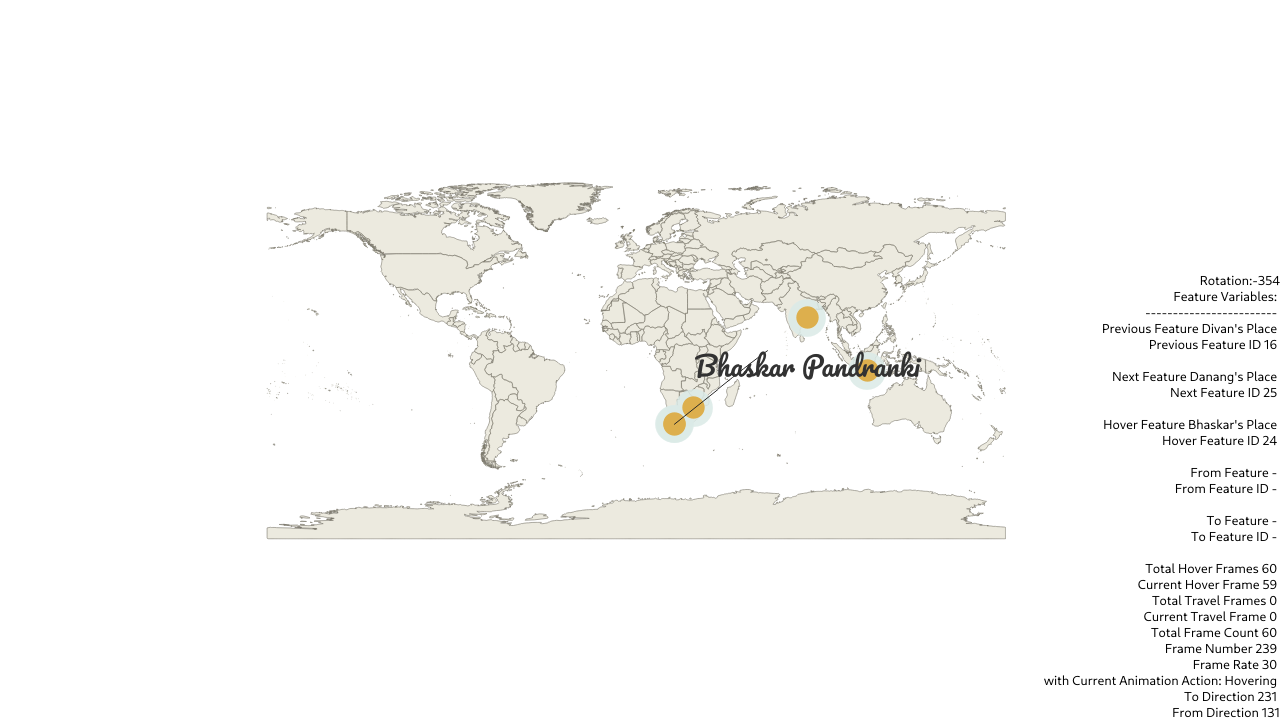 Bhaskar Pandranki
Rotation:-354
Feature Variables:
------------------------
Previous Feature Divan's Place
Previous Feature ID 16
Next Feature Danang's Place
Next Feature ID 25
Hover Feature Bhaskar's Place
Hover Feature ID 24
From Feature -
From Feature ID -
To Feature -
To Feature ID -
Total Hover Frames 60
Current Hover Frame 59
Total Travel Frames 0
Current Travel Frame 0
Total Frame Count 60
Frame Number 239
Frame Rate 30
with Current Animation Action: Hovering
To Direction 231
From Direction 131